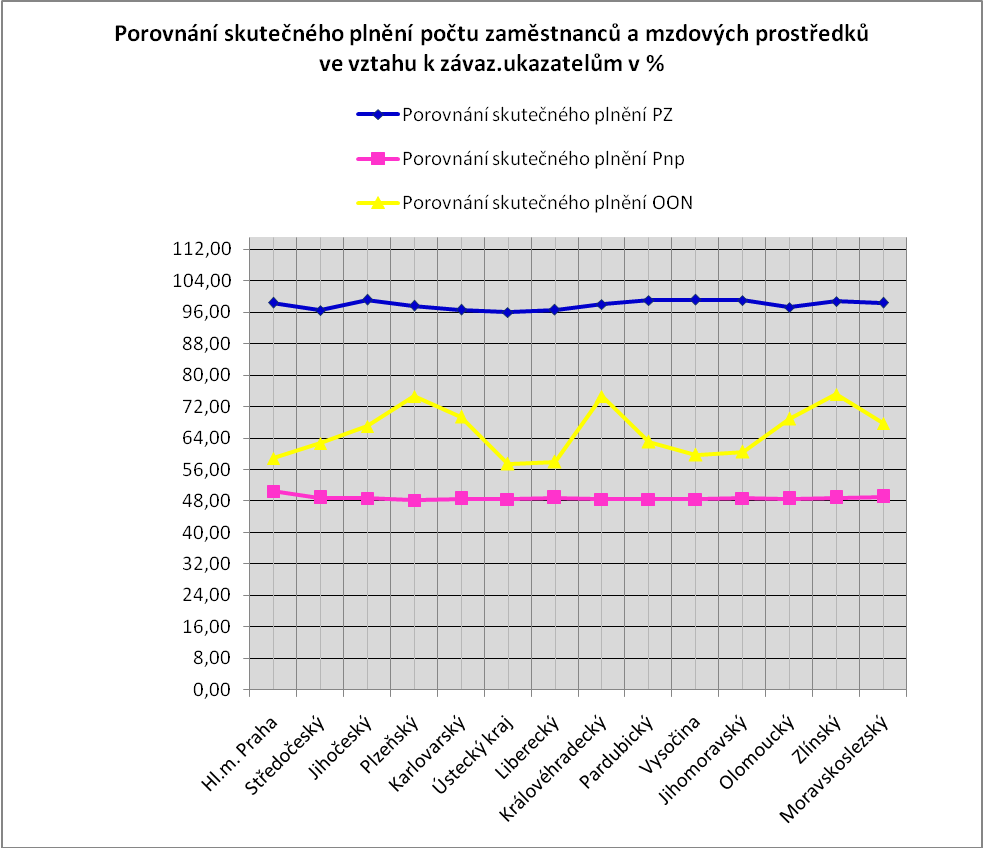 Porovnání skutečného plnění počtu zaměstnanců a mzdových prostředků
ve vztahu k závaz.ukazatelům v %
Porovnání skutečného plnění PZ
Porovnání skutečného plnění Pnp
Porovnání skutečného plnění OON
112,00
104,00
96,00
88,00
80,00
72,00
64,00
56,00
48,00
40,00
32,00
24,00
16,00
8,00
0,00
Hl.m. Praha
Středočeský
Jihočeský
Plzeňský
Karlovarský
Ústecký kraj
Liberecký
Královéhradecký
Pardubický
Vysočina
Jihomoravský
Olomoucký
Zlínský
Moravskoslezský